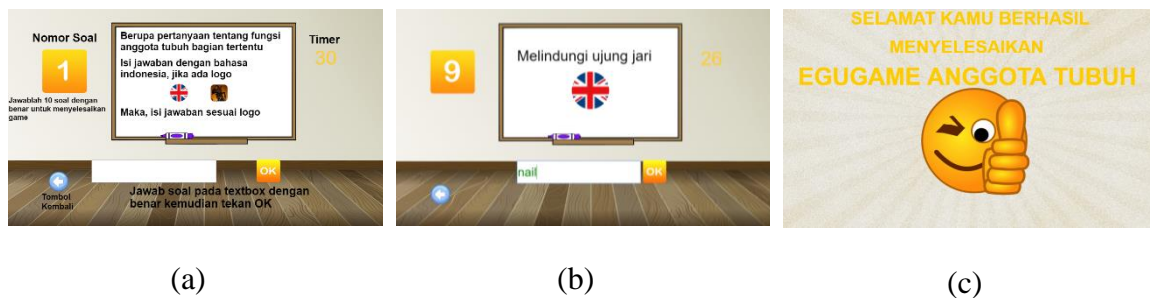 Nomor Soal
1
Jawablah 10 soal dengan
benar untuk menyelesaikan
game
Berupa pertanyaan tentang fungsi
anggota tubuh bagian tertentu
Isi jawaban dengan bahasa
indonesia, jika ada logo
Maka, isi jawaban sesuai logo
Timer
30
OK
Tombol
Kembali
Jawab soal pada textbox dengan
benar kemudian tekan OK
(a)
9
Melindungi ujung jari
26
nail
OK
(b)
SELAMAT KAMU BERHASIL
MENYELESAIKAN
EGUGAME ANGGOTA TUBUH
(c)